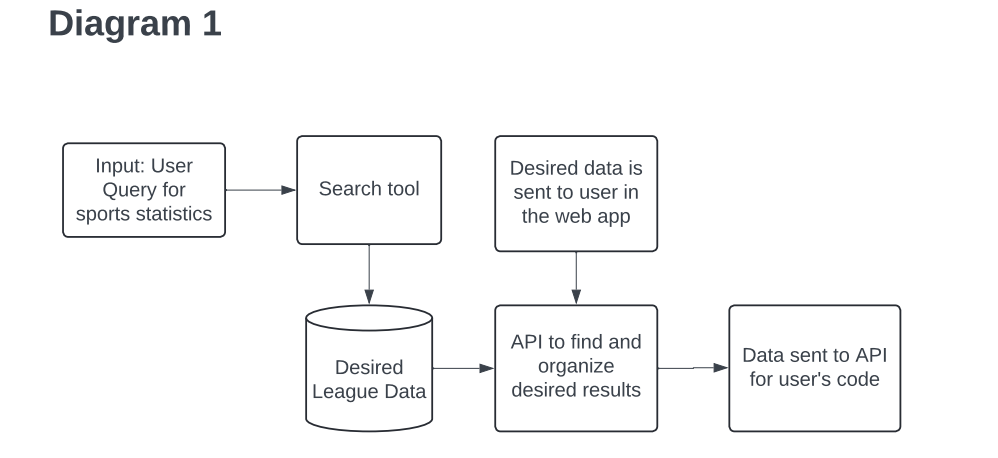 Diagram 1
Input: User
Query for
sports statistics
Search tool
Desired data is
sent to user in
the web app
Desired
League Data
API to find and
organize
desired results
Data sent to API
for user's code